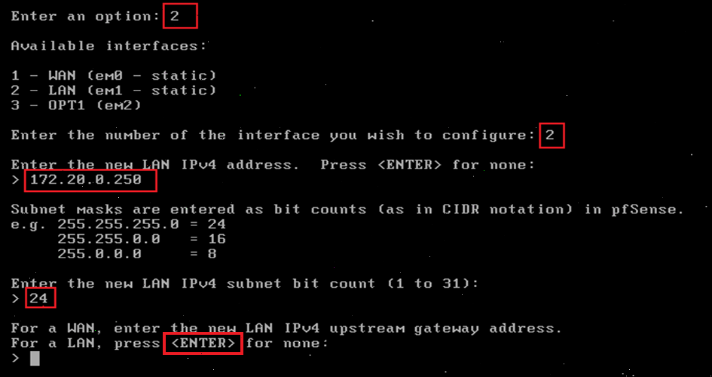 Enter an option: 2
Available interfaces:
1 - WAN (em0 - static)
2 - LAN (em1 - static)
3 - OPT1 (em2)
Enter the number of the interface you wish to configure: 2
Enter the new LAN IPv4 address.  Press <ENTER> for none:
> 172.20.0.250
Subnet masks are entered as bit counts (as in CIDR notation) in pfSense.
e.g. 255.255.255.0 = 24
     255.255.0.0   = 16
     255.0.0.0     = 8
Enter the new LAN IPv4 subnet bit count (1 to 31):
> 24
For a WAN, enter the new LAN IPv4 upstream gateway address.
For a LAN, press <ENTER> for none:
>